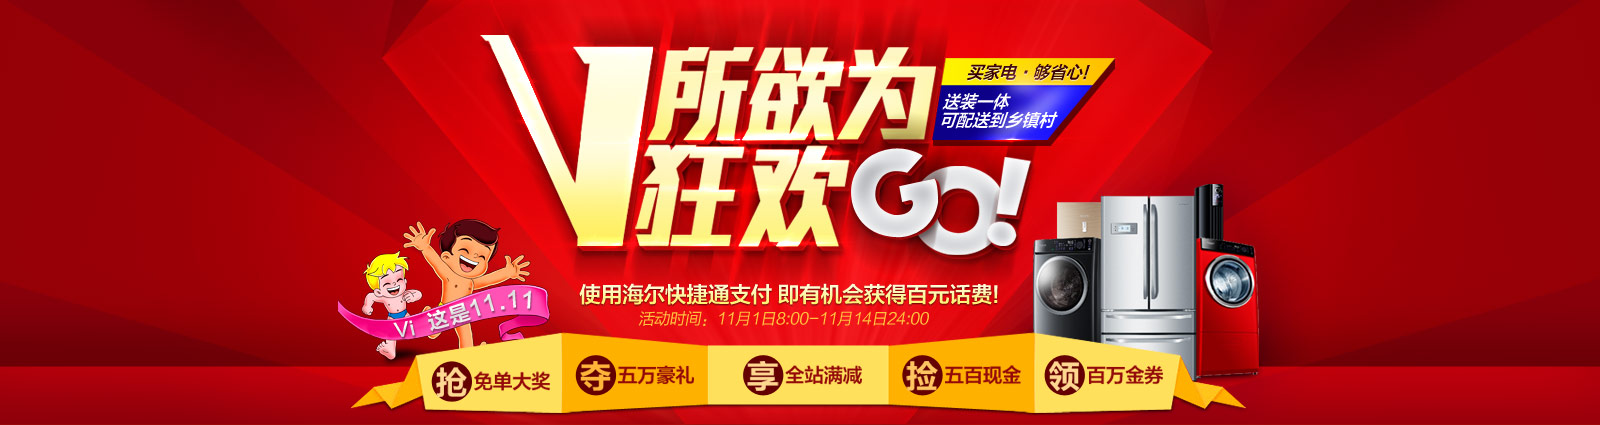 V所欲为
狂欢GO!
买家电·够省心!
送装一体
可配送到乡镇村
使用海尔快捷通支付 即有机会获得百元话费!
活动时间：11月1日8:00-11月14日24:00
Vi 这是11.11
抢 免单大奖
夺 五万豪礼
享 全站满减
捡 五百现金
领 百万金券